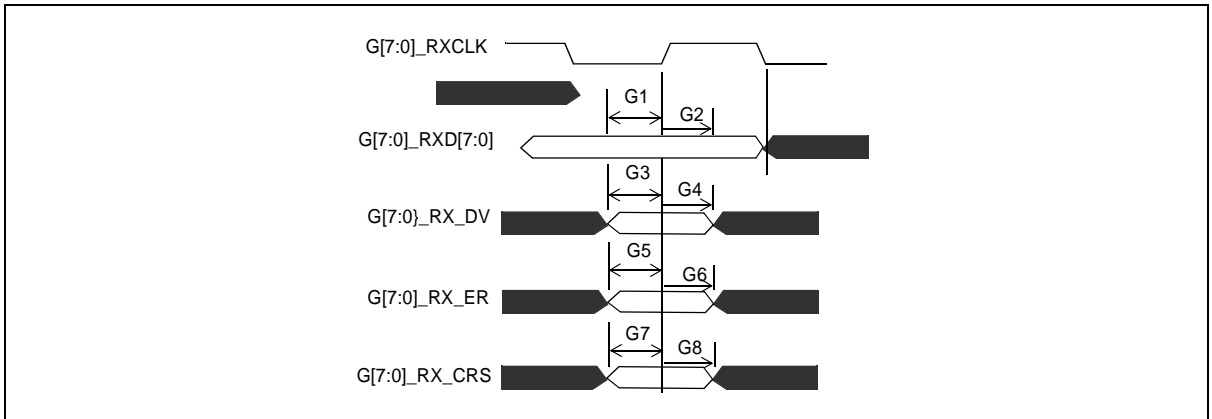 G[7:0]_RXCLK
G1
G2
G[7:0]_RXD[7:0]
G3
G4
G[7:0}_RX_DV
G5
G6
G[7:0]_RX_ER
G7
G8
G[7:0]_RX_CRS